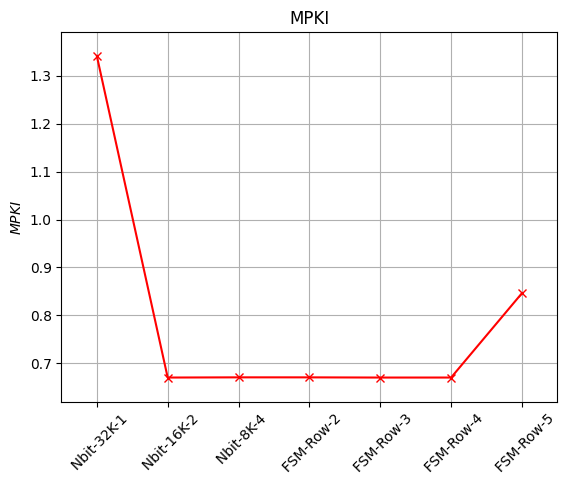 MPKI
MPKI
1.3
1.2
1.1
1.0
0.9
0.8
0.7
Nbit-32K-1
Nbit-16K-2
Nbit-8K-4
FSM-Row-2
FSM-Row-3
FSM-Row-4
FSM-Row-5